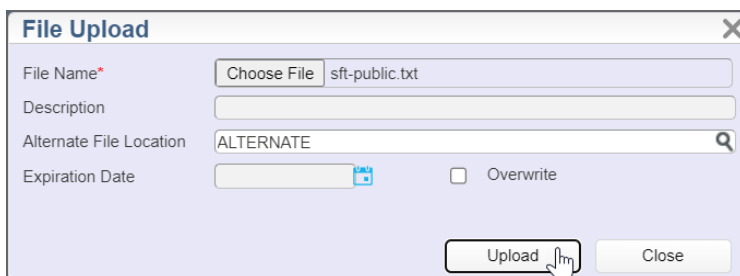 File Upload
File Name* Choose File sft-public.txt
Description
Alternate File Location ALTERNATE
Expiration Date Overwrite
Upload Close